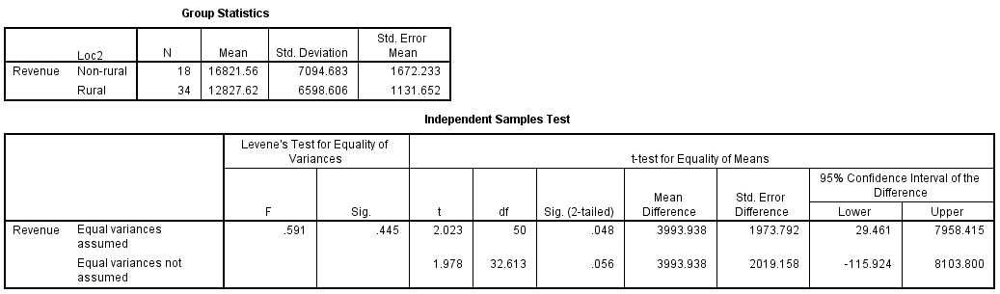 Group Statistics
Std. Error
Loc2 N Mean Std. Deviation Mean
Revenue Non-rural 18 16821.56 7094.683 1672.233
Rural 34 12827.62 6598.606 1131.652
Independent Samples Test
Levene's Test for Equality of
Variances t-test for Equality of Means
95% Confidence Interval of the
Difference
Mean Std. Error
F Sig. t df Sig. (2-tailed) Difference Difference Lower Upper
Revenue Equal variances .591 .445 2.023 50 .048 3993.938 1973.792 29.461 7958.415
assumed
Equal variances not 1.978 32.613 .056 3993.938 2019.158 -115.924 8103.800
assumed